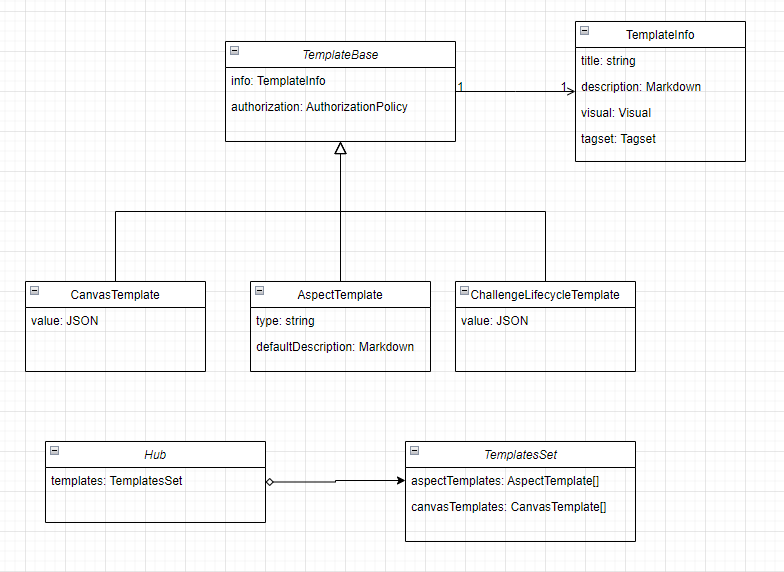 TemplateBase
info: TemplateInfo
authorization: AuthorizationPolicy
1
1
TemplateInfo
title: string
description: Markdown
visual: Visual
tagset: Tagset
CanvasTemplate
value: JSON
AspectTemplate
type: string
defaultDescription: Markdown
ChallengeLifecycleTemplate
value: JSON
Hub
templates: TemplatesSet
TemplatesSet
aspectTemplates: AspectTemplate[]
canvasTemplates: CanvasTemplate[]